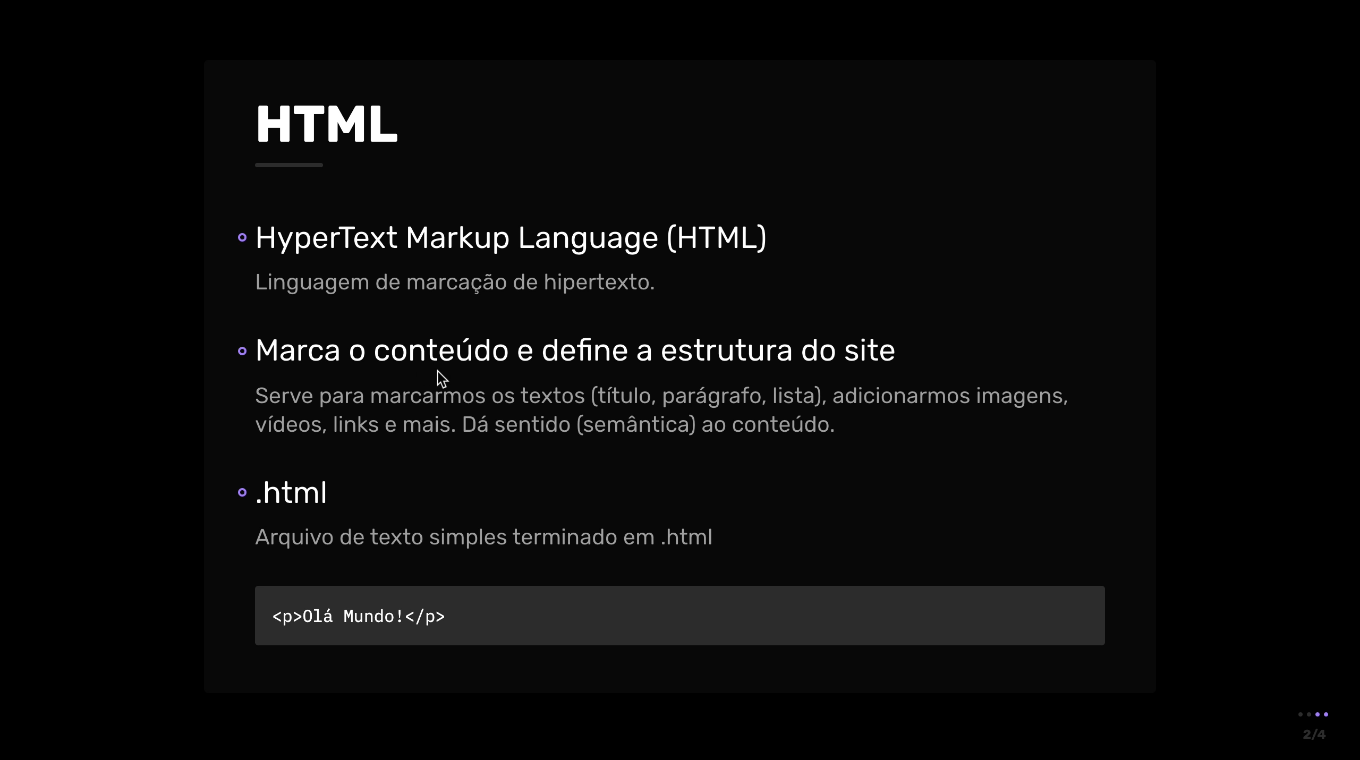 HTML
HyperText Markup Language (HTML)
Linguagem de marcação de hipertexto.
Marca o conteúdo e define a estrutura do site
Serve para marcarmos os textos (título, parágrafo, lista), adicionarmos imagens,
vídeos, links e mais. Dá sentido (semântica) ao conteúdo.
.html
Arquivo de texto simples terminado em .html
<p>Olá Mundo!</p>
2/4